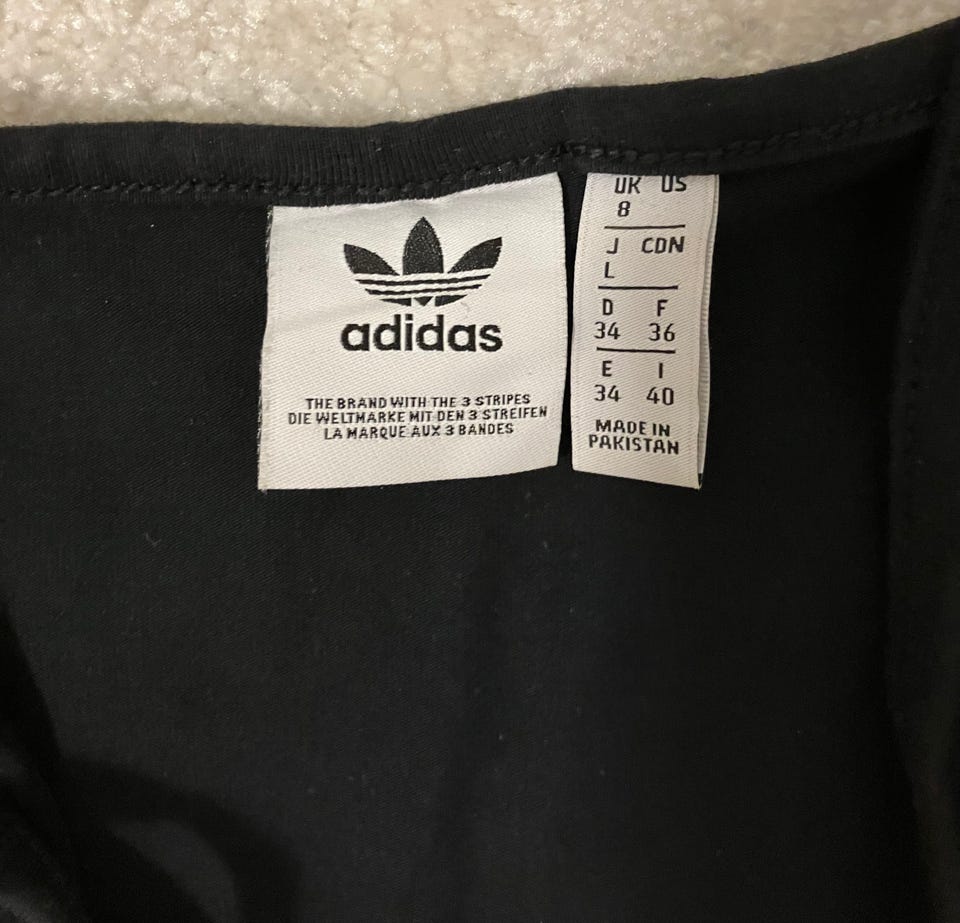 adidas
THE BRAND WITH THE 3 STRIPES
DIE WELTMARKE MIT DEN 3 STREIFEN
LA MARQUE AUX 3 BANDES
UK US
8
J CDN
L
D F
34 36
E I
34 40
MADE IN
PAKISTAN